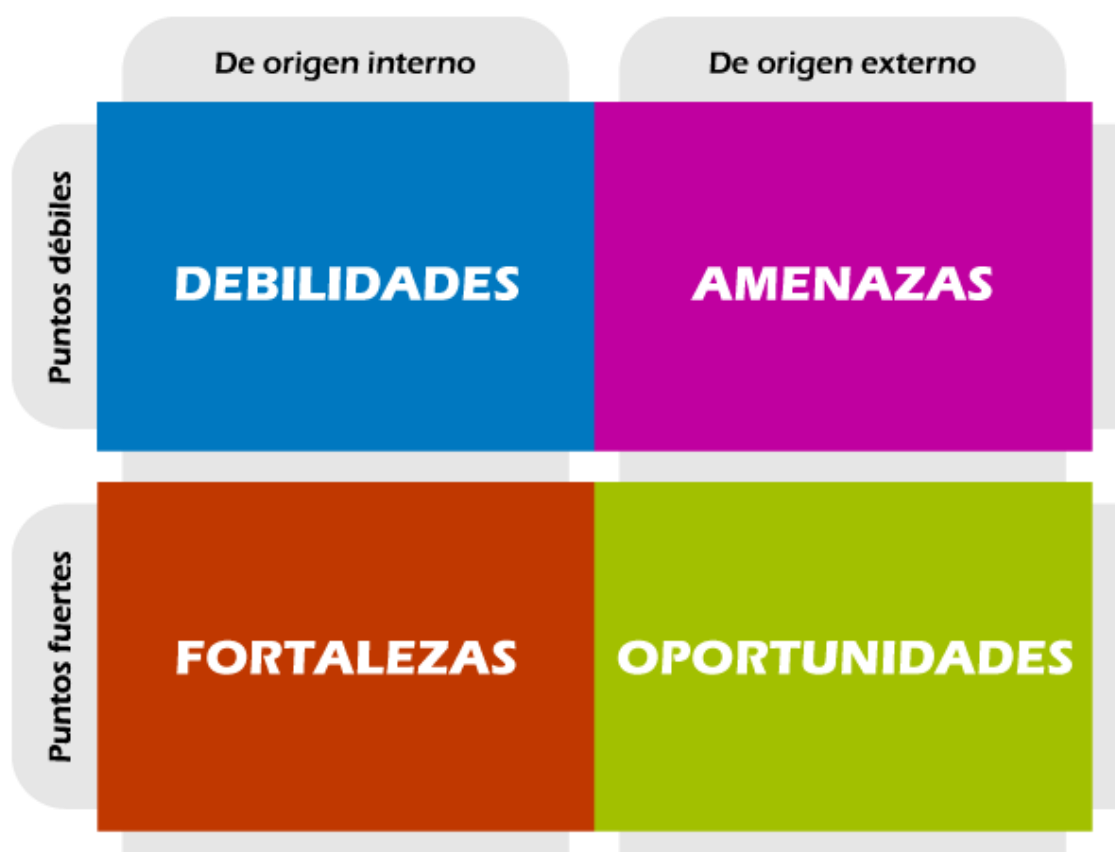 De origen interno
De origen externo
Puntos débiles
DEBILIDADES
AMENAZAS
Puntos fuertes
FORTALEZAS
OPORTUNIDADES